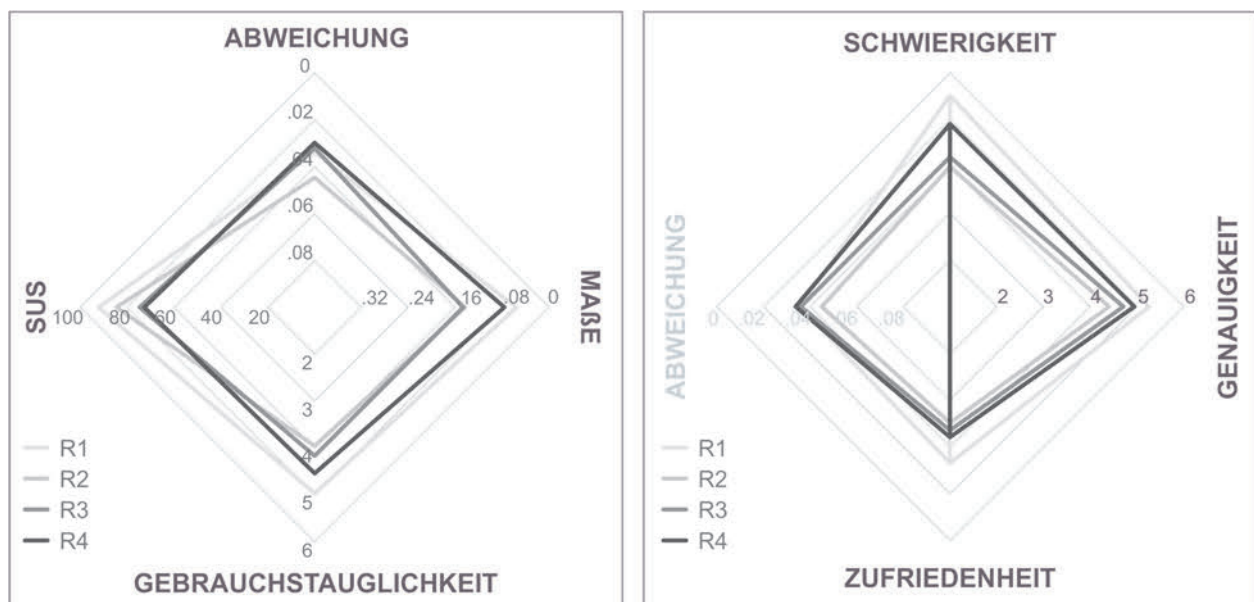 ABWEICHUNG
0
.02
.04
.06
.08
SUS
100 80 60 40 20
.32 .24 .16 .08 0
MAßE
2
3
4
5
6
R1
R2
R3
R4
GEBRAUCHSTAUGLICHKEIT
SCHWIERIGKEIT
ABWEICHUNG
0 .02 .04 .06 .08
2 3 4 5 6
GENAUIGKEIT
R1
R2
R3
R4
ZUFRIEDENHEIT